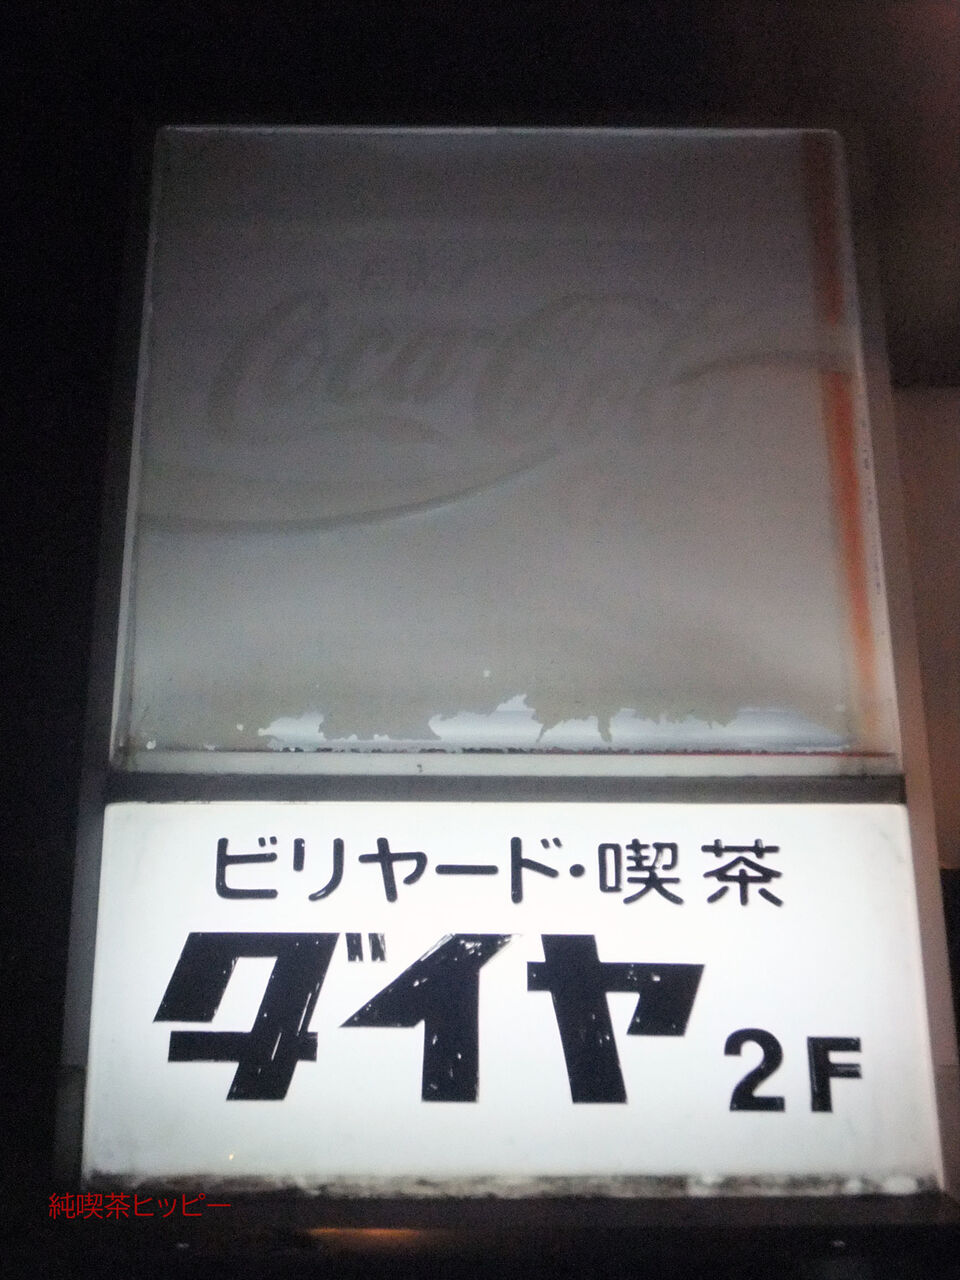 Enjoy
Coca-Cola
ビリヤード・喫茶
ダイヤ 2F
純喫茶ヒッピー